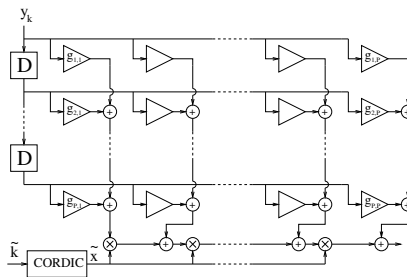 y_k
g_{1,1} g_{1,P}
D
g_{2,1} g_{2,P}
D
g_{P,1} g_{P,P}
k̃ CORDIC x̃